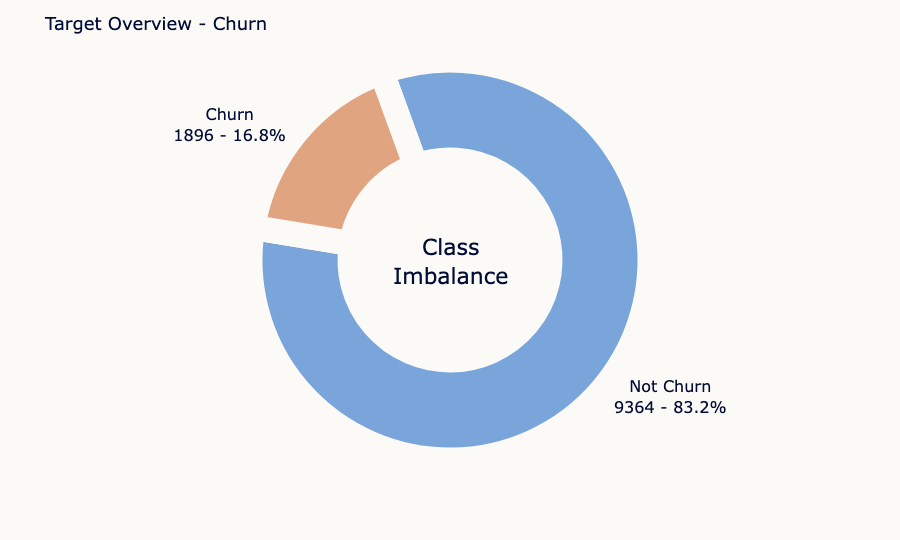 Target Overview - Churn
Churn
1896 - 16.8%
Class
Imbalance
Not Churn
9364 - 83.2%